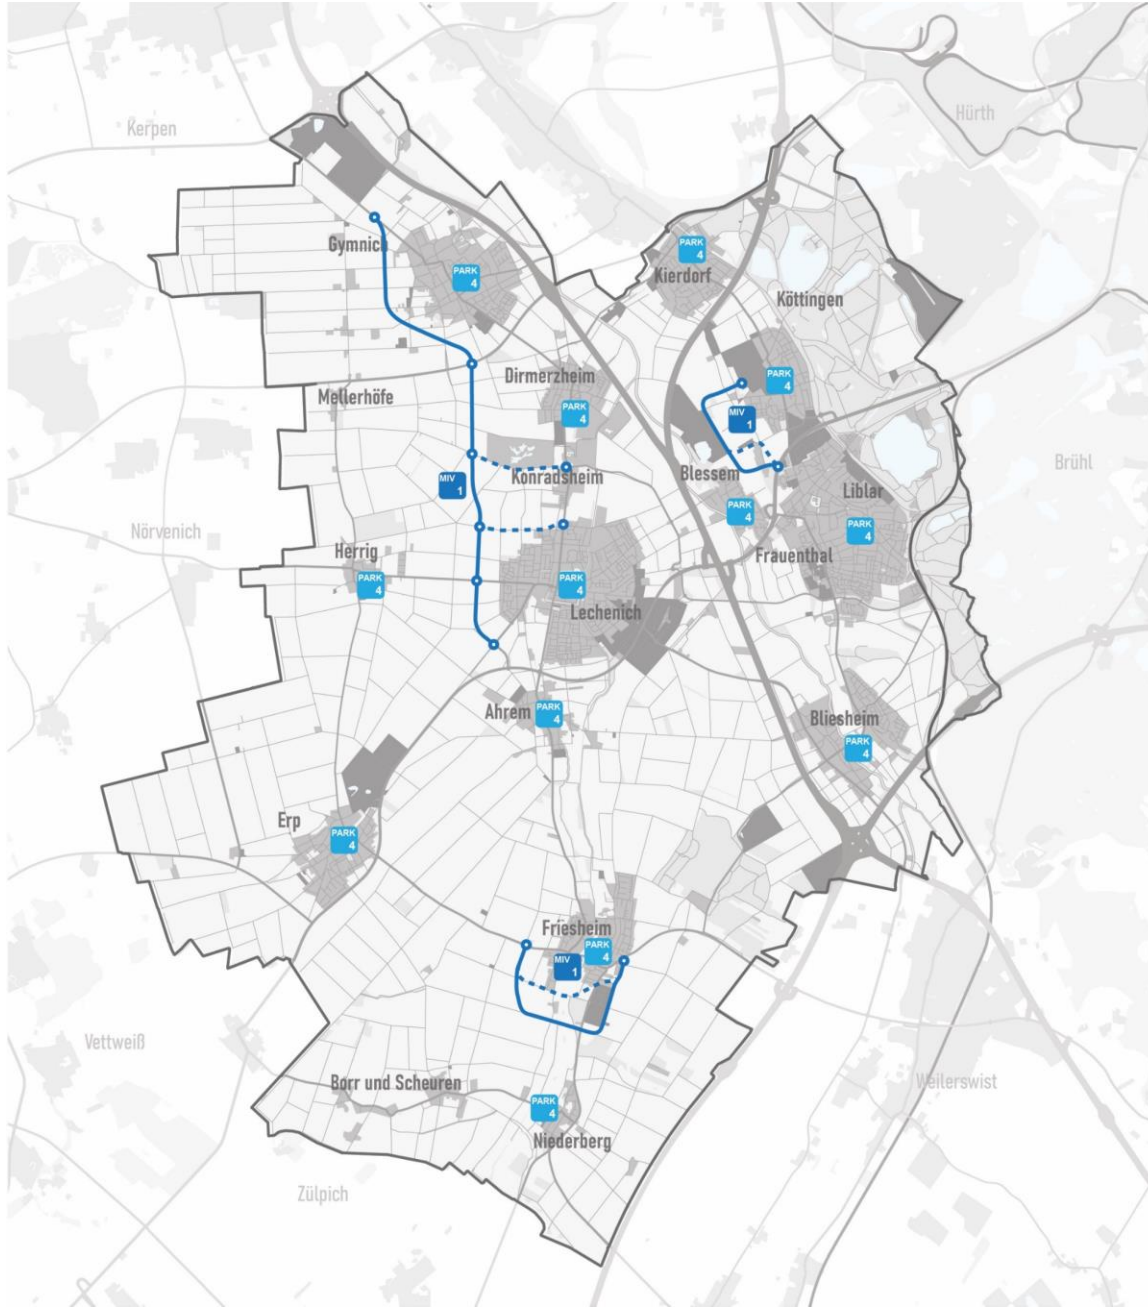 Hürth
Kerpen
Gymnich
PARK
4
PARK
4
Kierdorf
Köttingen
Dirmerzheim
PARK
4
Mellerhöfe
PARK
4
MIV
1
Brühl
Konradsheim
Blessem
MIV
1
Liblar
PARK
4
PARK
4
Nörvenich
Herrig
PARK
4
Frauenthal
PARK
4
Lechenich
Ahrem
PARK
4
Bliesheim
PARK
4
Erp
PARK
4
Friesheim
PARK
4
MIV
1
Vettweiß
Borr und Scheuren
Weilerswist
PARK
4
Niederberg
Zülpich